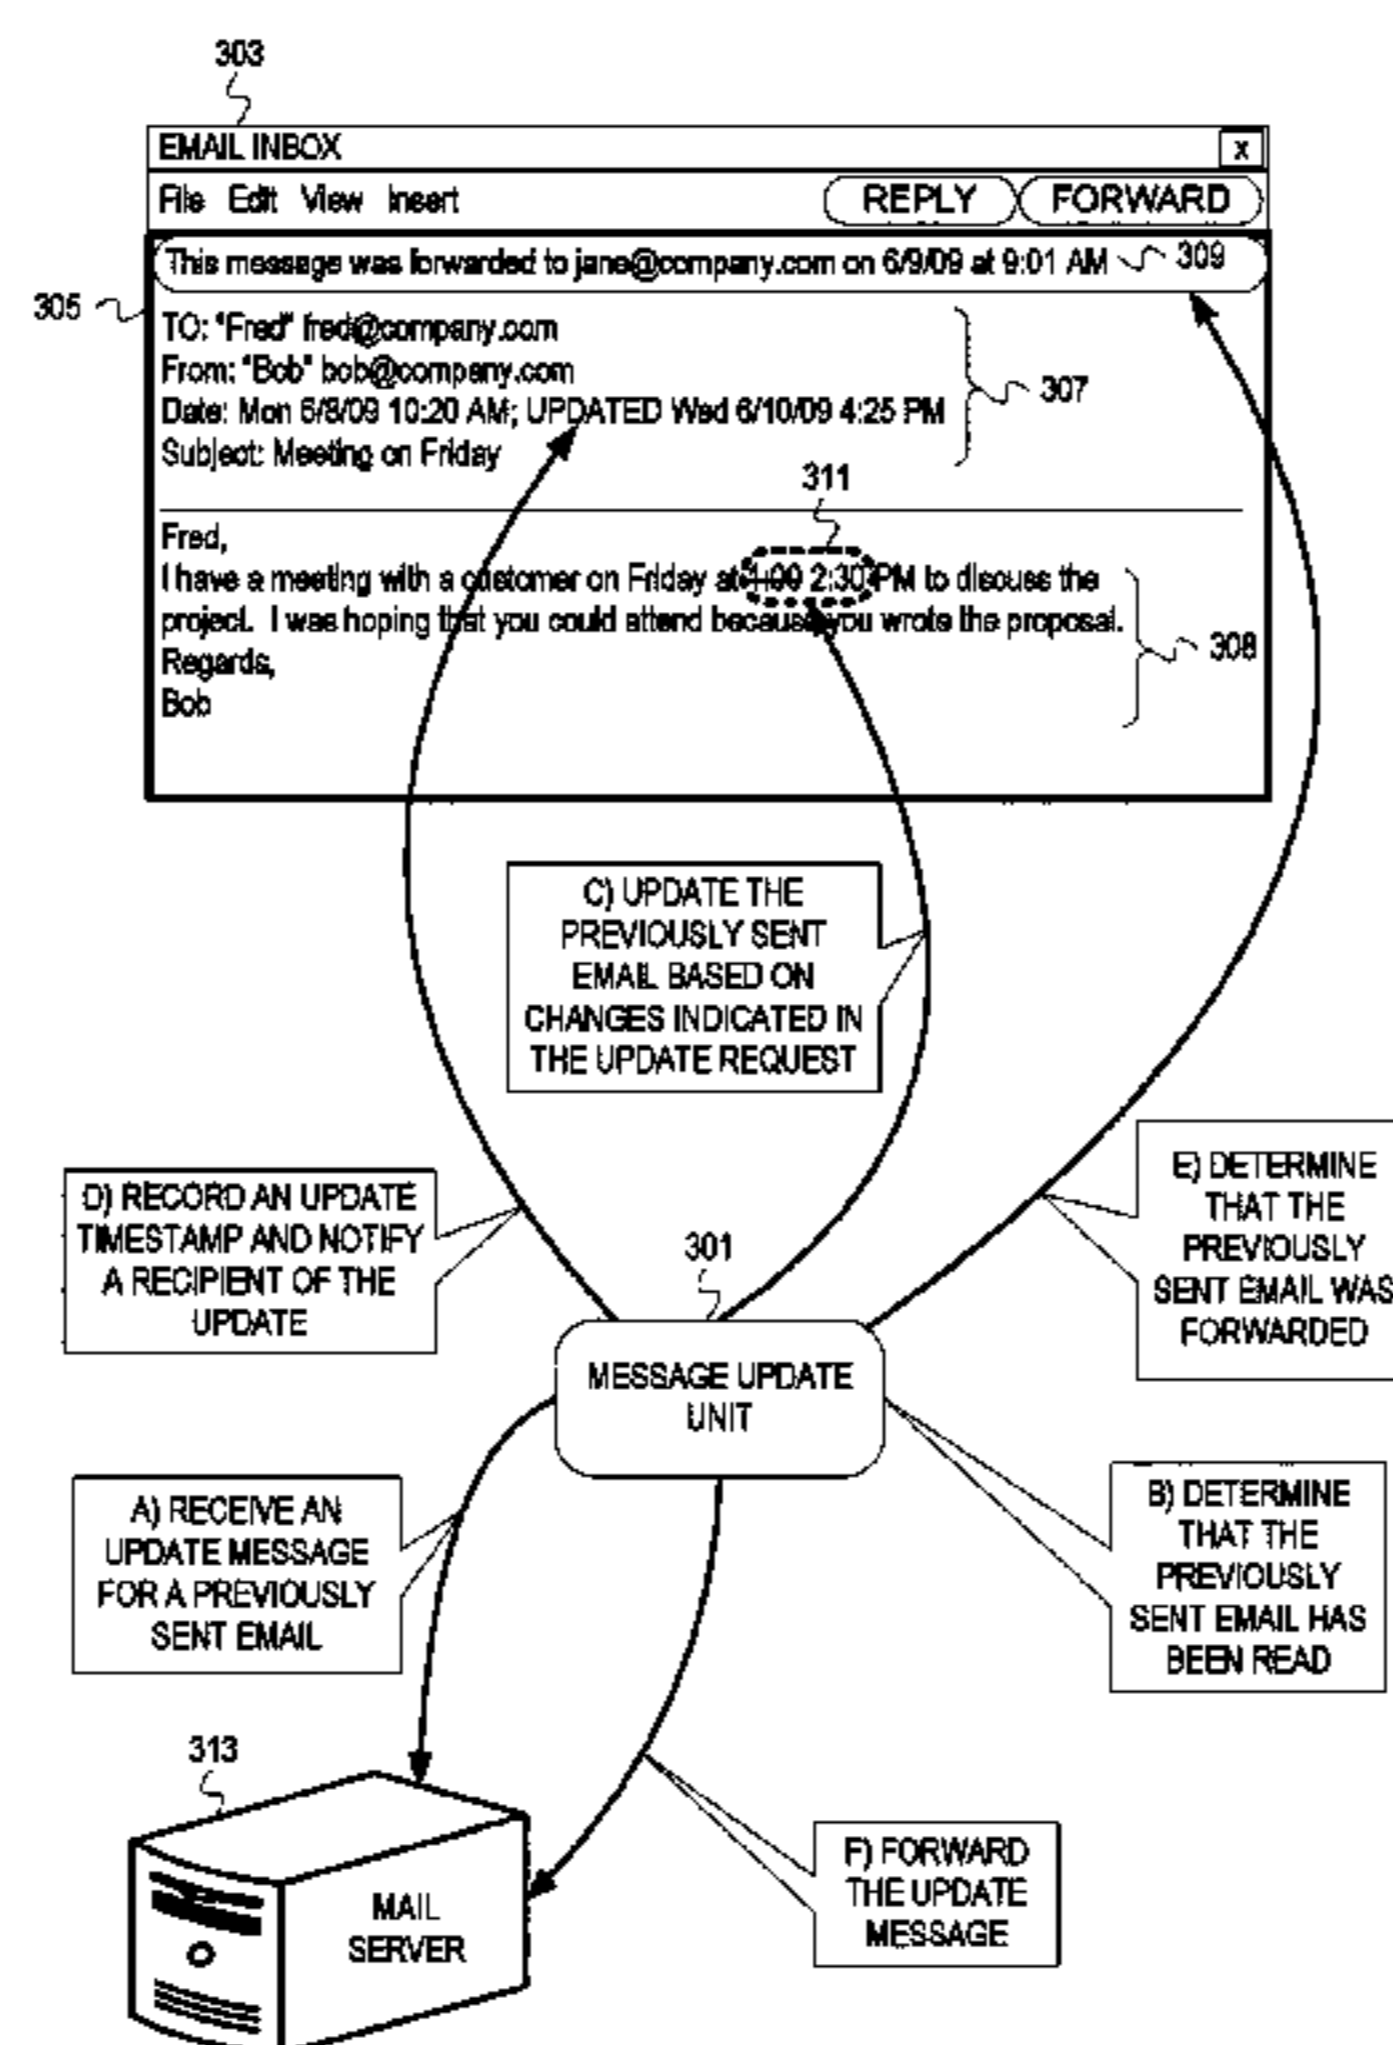 303
EMAIL INBOX x
File Edit View Insert REPLY FORWARD
This message was forwarded to jane@company.com on 6/9/09 at 9:01 AM 309
305
TO: "Fred" fred@company.com
From: "Bob" bob@company.com
307
Date: Mon 6/8/09 10:20 AM; UPDATED Wed 6/10/09 4:25 PM
Subject: Meeting on Friday
311
Fred,
I have a meeting with a customer on Friday at 1:00 2:30 PM to discuss the
project. I was hoping that you could attend because you wrote the proposal.
308
Regards,
Bob
C) UPDATE THE
PREVIOUSLY SENT
EMAIL BASED ON
CHANGES INDICATED IN
THE UPDATE REQUEST
D) RECORD AN UPDATE
TIMESTAMP AND NOTIFY
A RECIPIENT OF THE
UPDATE
E) DETERMINE
THAT THE
PREVIOUSLY
SENT EMAIL WAS
FORWARDED
301
MESSAGE UPDATE
UNIT
A) RECEIVE AN
UPDATE MESSAGE
FOR A PREVIOUSLY
SENT EMAIL
B) DETERMINE
THAT THE
PREVIOUSLY
SENT EMAIL HAS
BEEN READ
313
MAIL
SERVER
F) FORWARD
THE UPDATE
MESSAGE